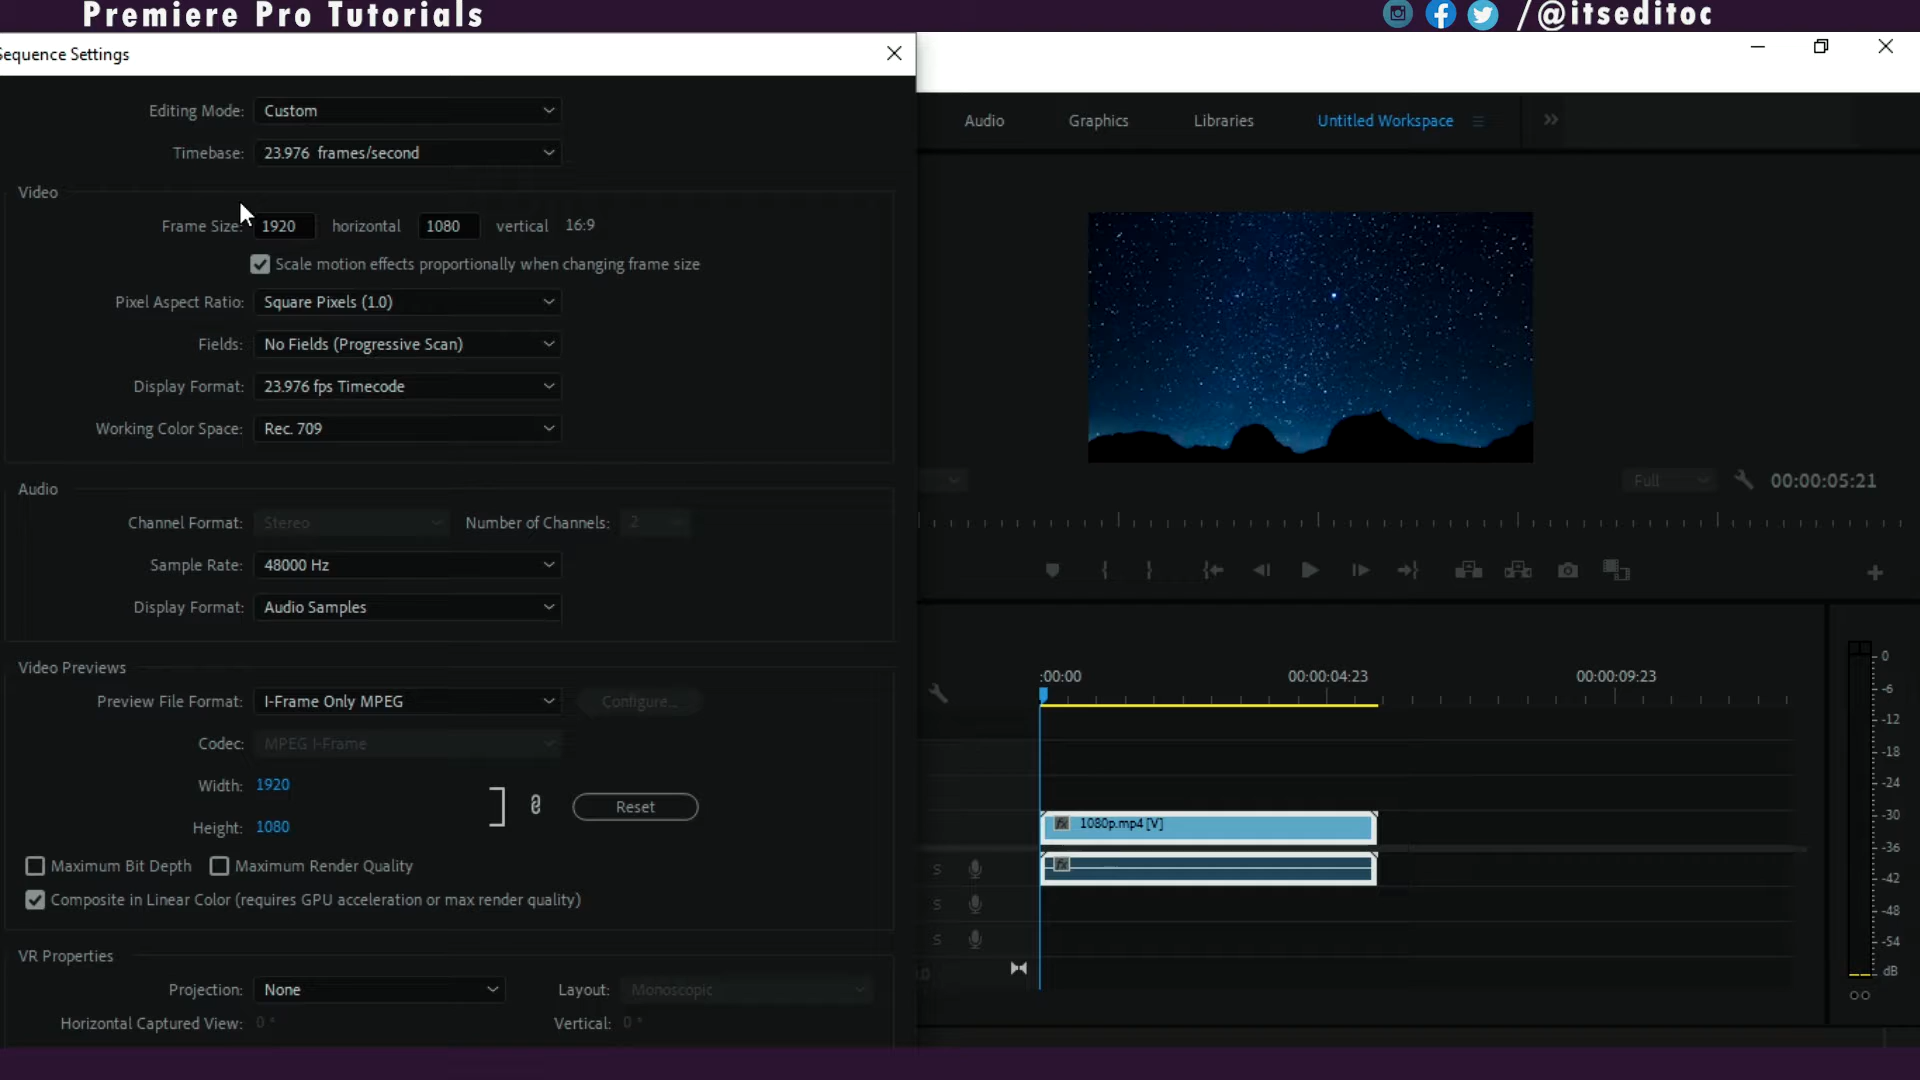 Premiere Pro Tutorials
/@itseditoc
Sequence Settings
Editing Mode: Custom
Timebase: 23.976 frames/second
Video
Frame Size: 1920 horizontal 1080 vertical 16:9
Scale motion effects proportionally when changing frame size
Pixel Aspect Ratio: Square Pixels (1.0)
Fields: No Fields (Progressive Scan)
Display Format: 23.976 fps Timecode
Working Color Space: Rec. 709
Audio
Channel Format: Stereo Number of Channels: 2
Sample Rate: 48000 Hz
Display Format: Audio Samples
Video Previews
Preview File Format: I-Frame Only MPEG Configure...
Codec: MPEG I-Frame
Width: 1920
Height: 1080
Reset
Maximum Bit Depth Maximum Render Quality
Composite in Linear Color (requires GPU acceleration or max render quality)
VR Properties
Projection: None Layout: Monoscopic
Horizontal Captured View: 0 ° Vertical: 0 °
Audio Graphics Libraries Untitled Workspace
Full 00:00:05:21
:00:00 00:00:04:23 00:00:09:23
1080p.mp4 [V]
fx
S
S
S
0
-6
-12
-18
-24
-30
-36
-42
-48
-54
dB